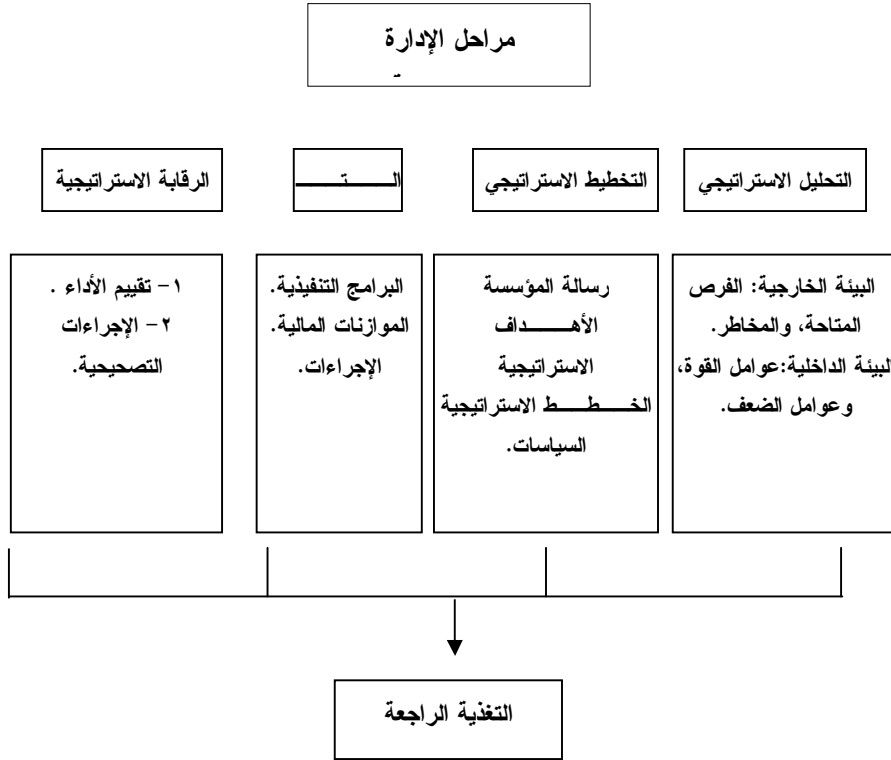 مراحل الإدارة
التحليل الاستراتيجي
التخطيط الاستراتيجي
الرقابة الاستراتيجية
البيئة الخارجية: الفرص
المتاحة، والمخاطر.
البيئة الداخلية:عوامل القوة،
وعوامل الضعف.
رسالة المؤسسة
الأهــــداف
الاستراتيجية
الخـــطـــط الاستراتيجية
السياسات.
البرامج التنفيذية.
الموازنات المالية.
الإجراءات.
١- تقييم الأداء .
٢- الإجراءات
التصحيحية.
التغذية الراجعة